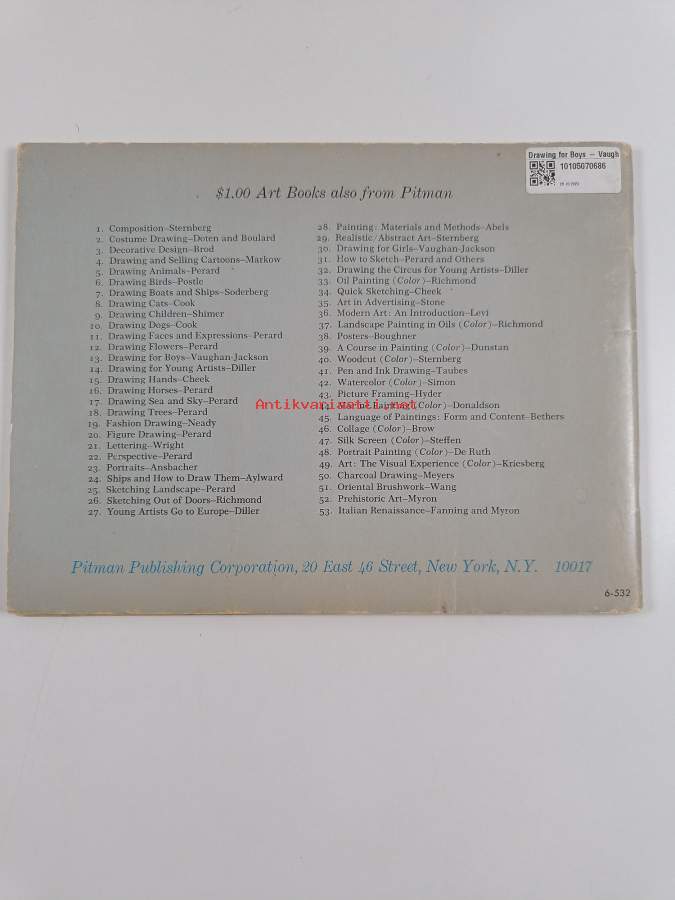 Drawing for Boys – Vaugh
10105070686
$1.00 Art Books also from Pitman
1. Composition–Sternberg
2. Costume Drawing–Doten and Boulard
3. Decorative Design–Brod
4. Drawing and Selling Cartoons–Markow
5. Drawing Animals–Perard
6. Drawing Birds–Postle
7. Drawing Boats and Ships–Soderberg
8. Drawing Cats–Cook
9. Drawing Children–Shimer
10. Drawing Dogs–Cook
11. Drawing Faces and Expressions–Perard
12. Drawing Flowers–Perard
13. Drawing for Boys–Vaughan-Jackson
14. Drawing for Young Artists–Diller
15. Drawing Hands–Cheek
16. Drawing Horses–Perard
17. Drawing Sea and Sky–Perard
18. Drawing Trees–Perard
19. Fashion Drawing–Neady
20. Figure Drawing–Perard
21. Lettering–Wright
22. Perspective–Perard
23. Portraits–Ansbacher
24. Ships and How to Draw Them–Aylward
25. Sketching Landscape–Perard
26. Sketching Out of Doors–Richmond
27. Young Artists Go to Europe–Diller
28. Painting: Materials and Methods–Abels
29. Realistic/Abstract Art–Sternberg
30. Drawing for Girls–Vaughan-Jackson
31. How to Sketch–Perard and Others
32. Drawing the Circus for Young Artists–Diller
33. Oil Painting (Color)–Richmond
34. Quick Sketching–Cheek
35. Art in Advertising–Stone
36. Modern Art: An Introduction–Levi
37. Landscape Painting in Oils (Color)–Richmond
38. Posters–Boughner
39. A Course in Painting (Color)–Dunstan
40. Woodcut (Color)–Sternberg
41. Pen and Ink Drawing–Taubes
42. Watercolor (Color)–Simon
43. Picture Framing–Hyder
44. Marine Painting (Color)–Donaldson
45. Language of Paintings: Form and Content–Bethers
46. Collage (Color)–Brow
47. Silk Screen (Color)–Steffen
48. Portrait Painting (Color)–De Ruth
49. Art: The Visual Experience (Color)–Kriesberg
50. Charcoal Drawing–Meyers
51. Oriental Brushwork–Wang
52. Prehistoric Art–Myron
53. Italian Renaissance–Fanning and Myron
Antikvariaatti.net
Pitman Publishing Corporation, 20 East 46 Street, New York, N.Y. 10017
6-532